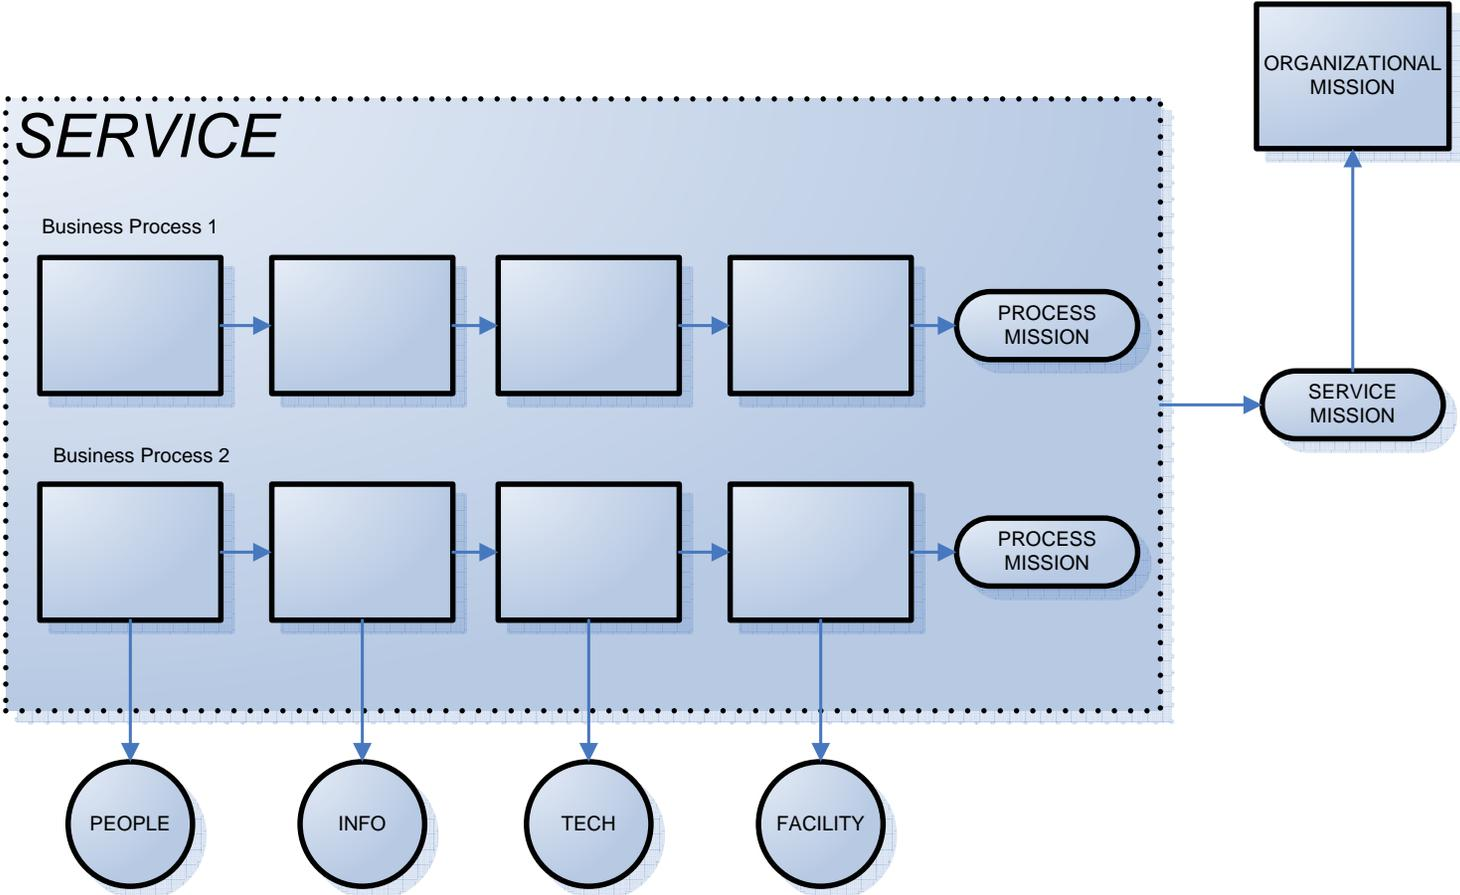 ORGANIZATIONAL
MISSION
SERVICE
Business Process 1
PROCESS
MISSION
SERVICE
MISSION
Business Process 2
PROCESS
MISSION
PEOPLE
INFO
TECH
FACILITY